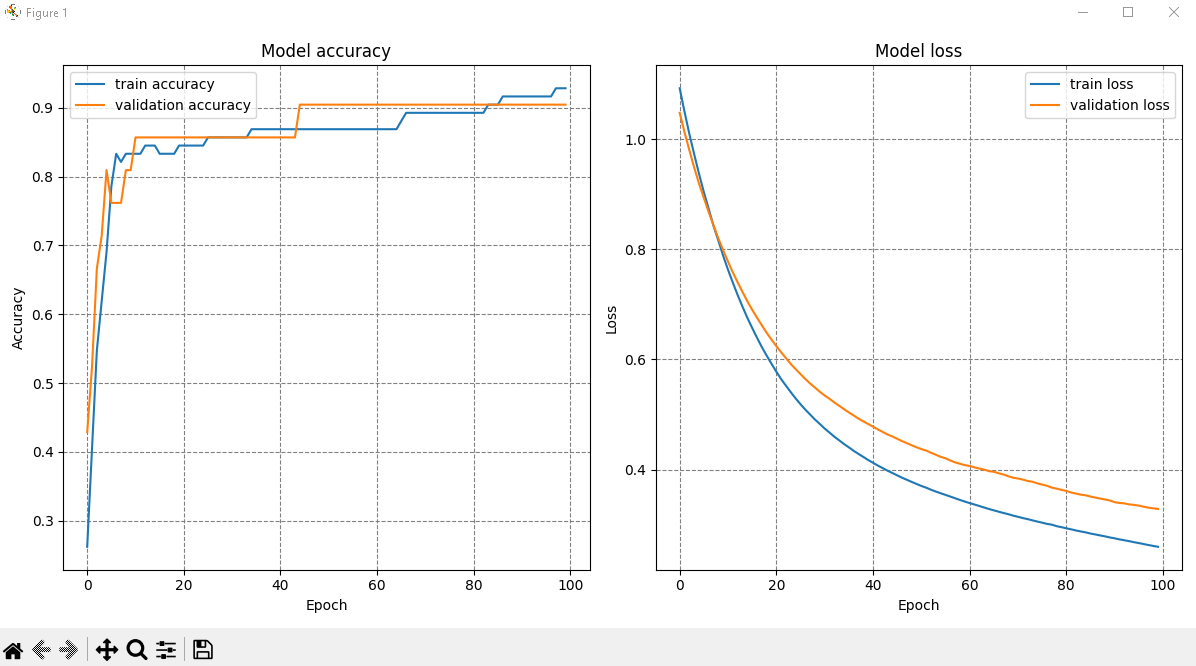 Figure 1
Model accuracy
train accuracy
validation accuracy
0.9
0.8
0.7
0.6
0.5
0.4
0.3
Accuracy
0 20 40 60 80 100
Epoch
Model loss
train loss
validation loss
1.0
0.8
0.6
0.4
Loss
0 20 40 60 80 100
Epoch